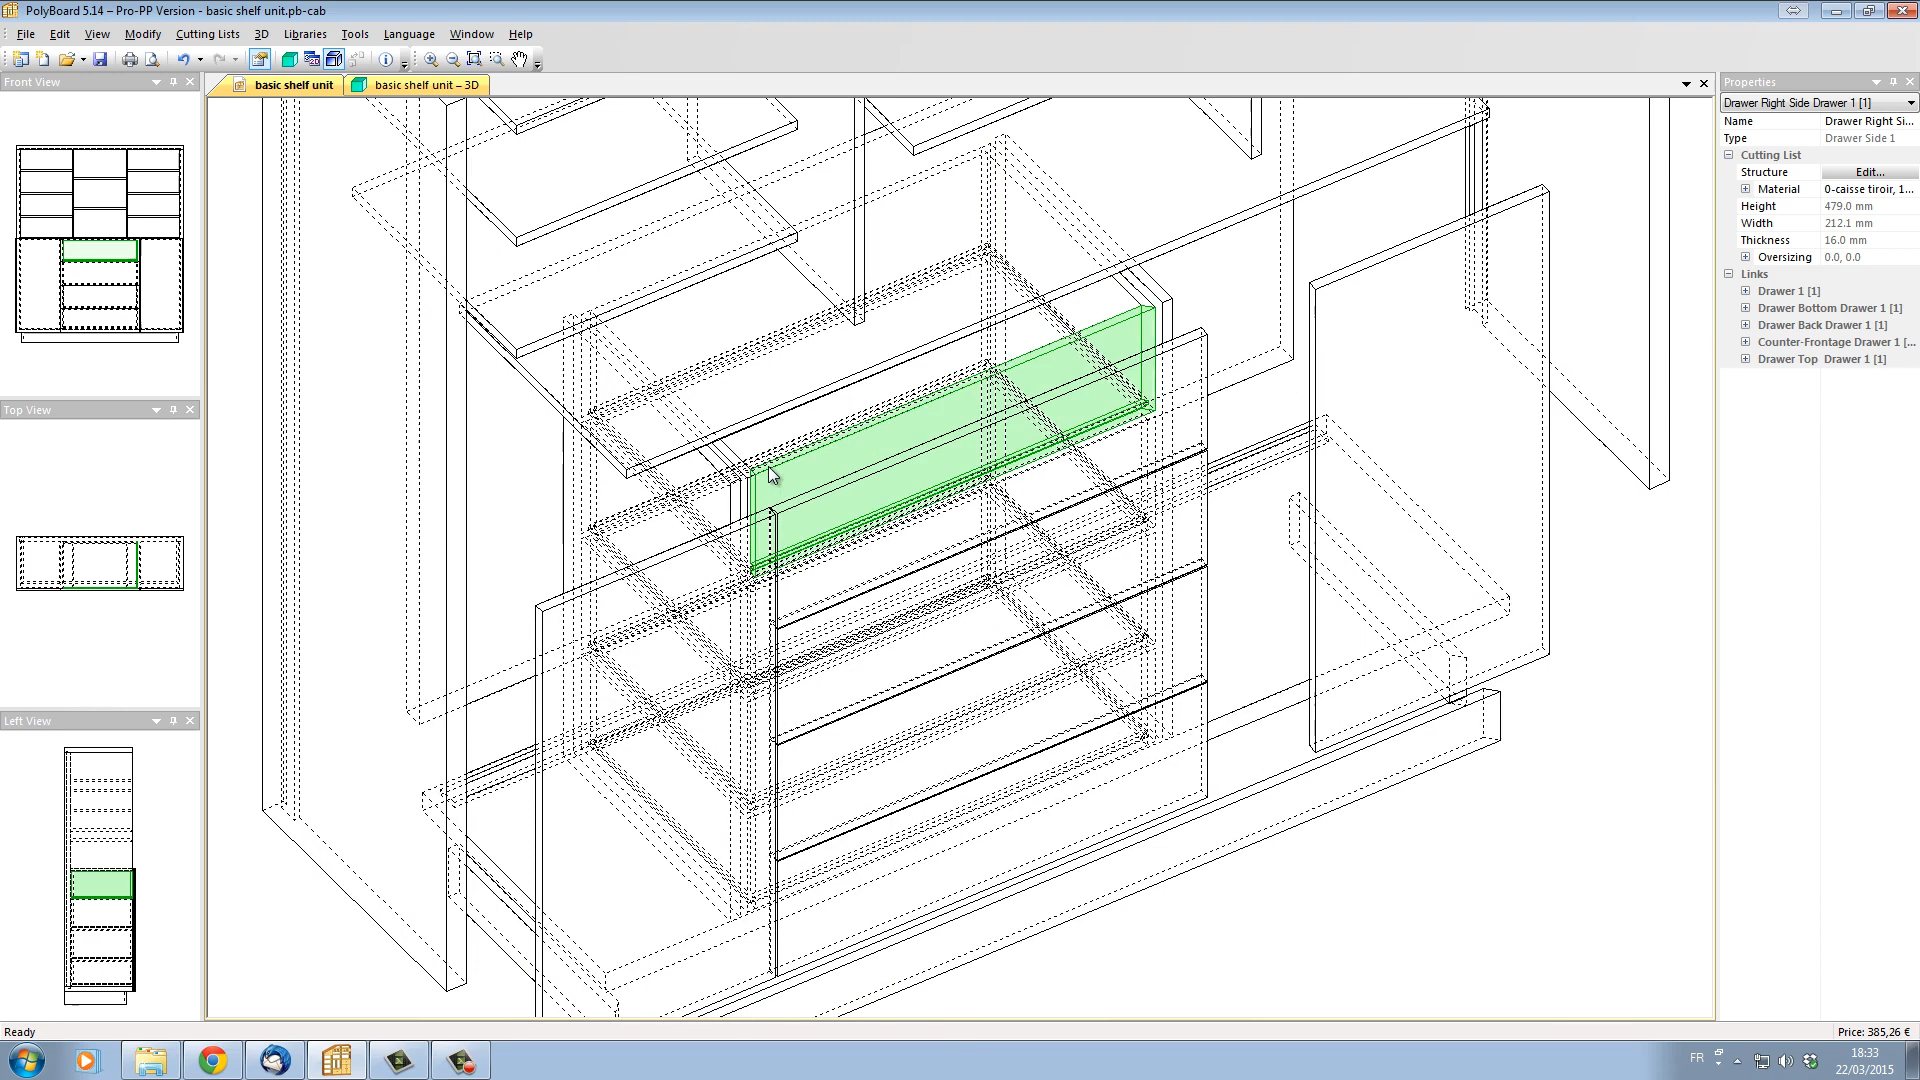 PolyBoard 5.14 – Pro-PP Version - basic shelf unit.pb-cab
File Edit View Modify Cutting Lists 3D Libraries Tools Language Window Help
Front View
basic shelf unit
basic shelf unit – 3D
Top View
Left View
Properties
Drawer Right Side Drawer 1 [1]
Name Drawer Right Si...
Type Drawer Side 1
Cutting List
Structure Edit...
Material 0-caisse tiroir, 1...
Height 479.0 mm
Width 212.1 mm
Thickness 16.0 mm
Oversizing 0.0, 0.0
Links
Drawer 1 [1]
Drawer Bottom Drawer 1 [1]
Drawer Back Drawer 1 [1]
Counter-Frontage Drawer 1 [...
Drawer Top Drawer 1 [1]
Ready
Price: 385,26 €
FR
18:33
22/03/2015